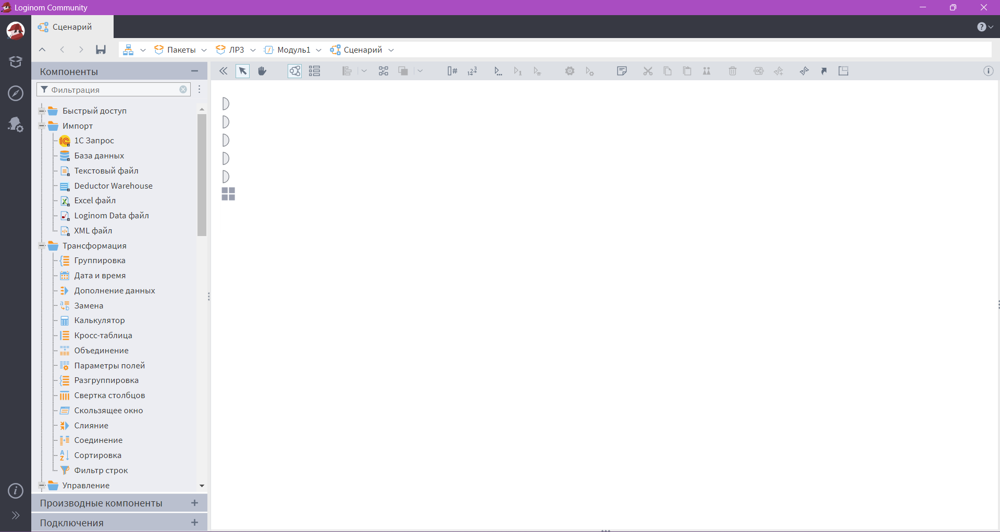 Loginom Community
Сценарий
Пакеты
ЛР3
Модуль1
Сценарий
Компоненты
Фильтрация
Быстрый доступ
Импорт
1С Запрос
База данных
Текстовый файл
Deductor Warehouse
Excel файл
Loginom Data файл
XML файл
Трансформация
Группировка
Дата и время
Дополнение данных
Замена
Калькулятор
Кросс-таблица
Объединение
Параметры полей
Разгруппировка
Свертка столбцов
Скользящее окно
Слияние
Соединение
Сортировка
Фильтр строк
Управление
Производные компоненты
Подключения